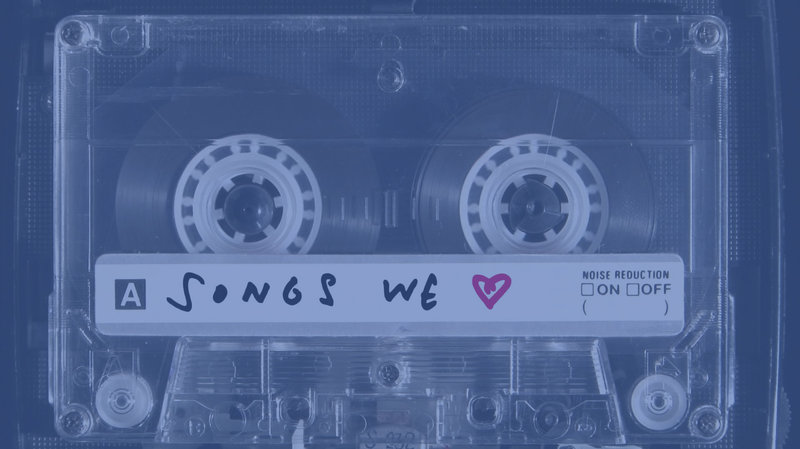 A SONGS WE ♥
NOISE REDUCTION
☐ON ☐OFF
( )